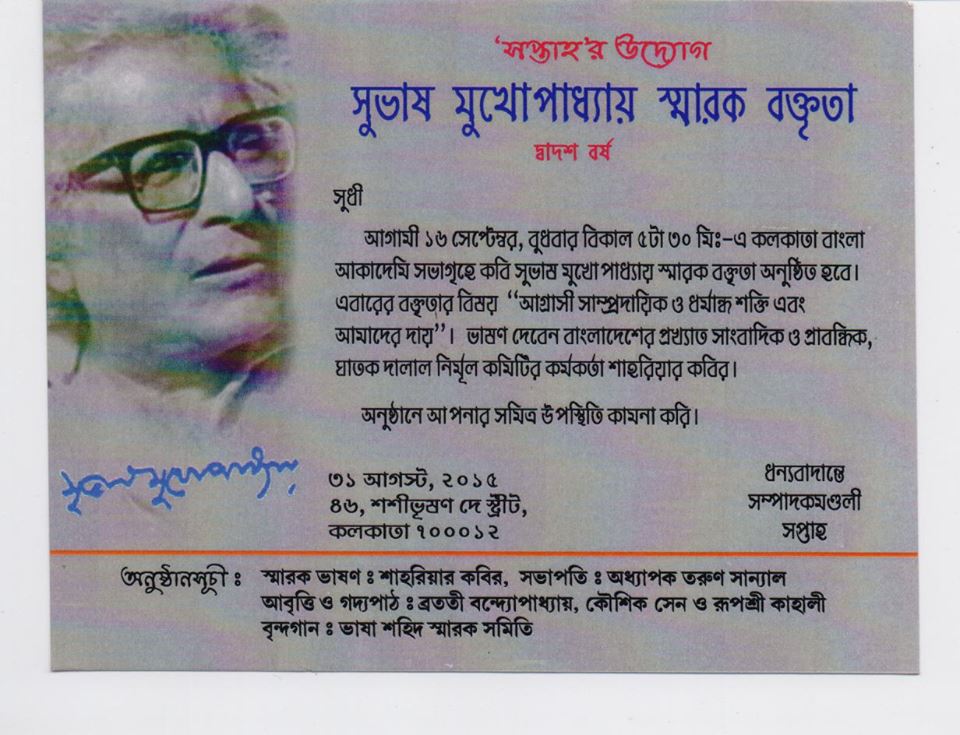 ‘সপ্তাহ’র উদ্যোগ
সুভাষ মুখোপাধ্যায় স্মারক বক্তৃতা
দ্বাদশ বর্ষ
সুধী
আগামী ১৬ সেপ্টেম্বর, বুধবার বিকাল ৫টা ৩০ মিঃ-এ কলকাতা বাংলা
আকাদেমি সভাগৃহে কবি সুভাষ মুখোপাধ্যায় স্মারক বক্তৃতা অনুষ্ঠিত হবে।
এবারের বক্তৃতার বিষয় “আগ্রাসী সাম্প্রদায়িক ও ধর্মান্ধ শক্তি এবং
আমাদের দায়”। ভাষণ দেবেন বাংলাদেশের প্রখ্যাত সাংবাদিক ও প্রাবন্ধিক,
ঘাতক দালাল নির্মূল কমিটির কর্মকর্তা শাহরিয়ার কবির।
অনুষ্ঠানে আপনার সমিত্র উপস্থিতি কামনা করি।
সুভাষ মুখোপাধ্যায়
৩১ আগস্ট, ২০১৫
৪৬, শশীভূষণ দে স্ট্রীট,
কলকাতা ৭০০০১২
ধন্যবাদান্তে
সম্পাদকমণ্ডলী
সপ্তাহ
অনুষ্ঠানসূচী : স্মারক ভাষণ : শাহরিয়ার কবির, সভাপতি : অধ্যাপক তরুণ সান্যাল
আবৃত্তি ও গদ্যপাঠ : ব্রততী বন্দ্যোপাধ্যায়, কৌশিক সেন ও রূপশ্রী কাহালী
বৃন্দগান : ভাষা শহিদ স্মারক সমিতি